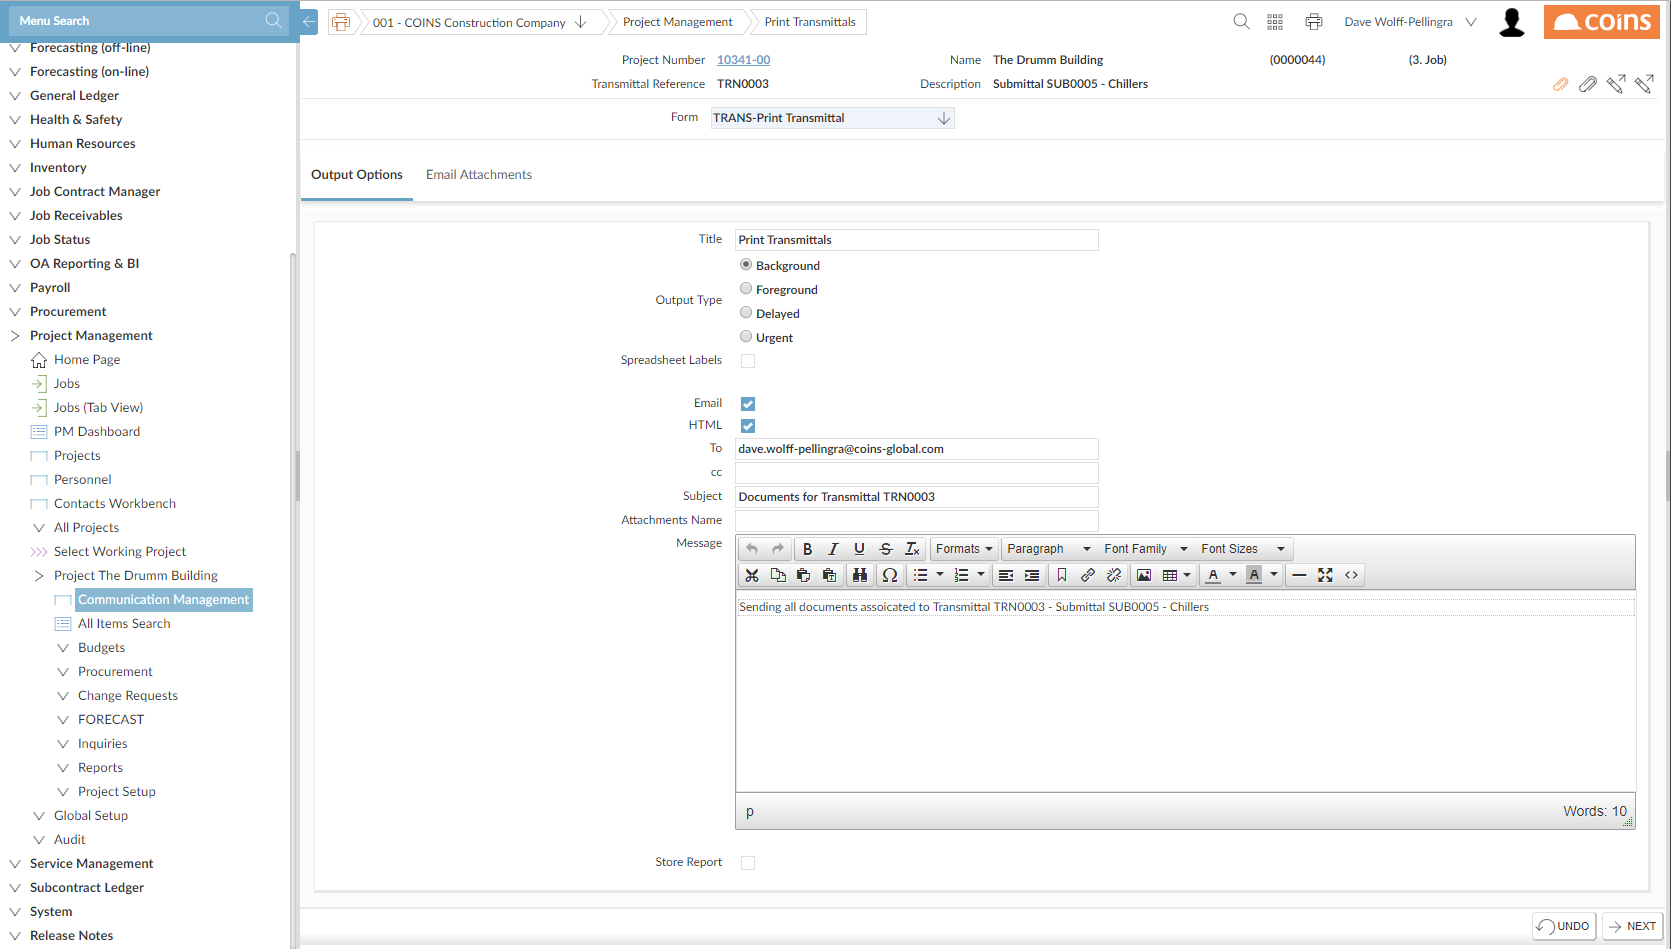 Menu Search
001 - COINS Construction Company
Project Management
Print Transmittals
Dave Wolff-Pellingra
coins
Project Number 10341-00
Name The Drumm Building
(0000044)
(3. Job)
Transmittal Reference TRN0003
Description Submittal SUB0005 - Chillers
Form TRANS-Print Transmittal
Output Options
Email Attachments
Forecasting (off-line)
Forecasting (on-line)
General Ledger
Health & Safety
Human Resources
Inventory
Job Contract Manager
Job Receivables
Job Status
OA Reporting & BI
Payroll
Procurement
Project Management
Home Page
Jobs
Jobs (Tab View)
PM Dashboard
Projects
Personnel
Contacts Workbench
All Projects
Select Working Project
Project The Drumm Building
Communication Management
All Items Search
Budgets
Procurement
Change Requests
FORECAST
Inquiries
Reports
Project Setup
Global Setup
Audit
Service Management
Subcontract Ledger
System
Release Notes
Title Print Transmittals
Output Type
Background
Foreground
Delayed
Urgent
Spreadsheet Labels
Email
HTML
To dave.wolff-pellingra@coins-global.com
cc
Subject Documents for Transmittal TRN0003
Attachments Name
Message
B I U S Tx Formats Paragraph Font Family Font Sizes
Ω A A
Sending all documents assoicated to Transmittal TRN0003 - Submittal SUB0005 - Chillers
p Words: 10
Store Report
UNDO
NEXT